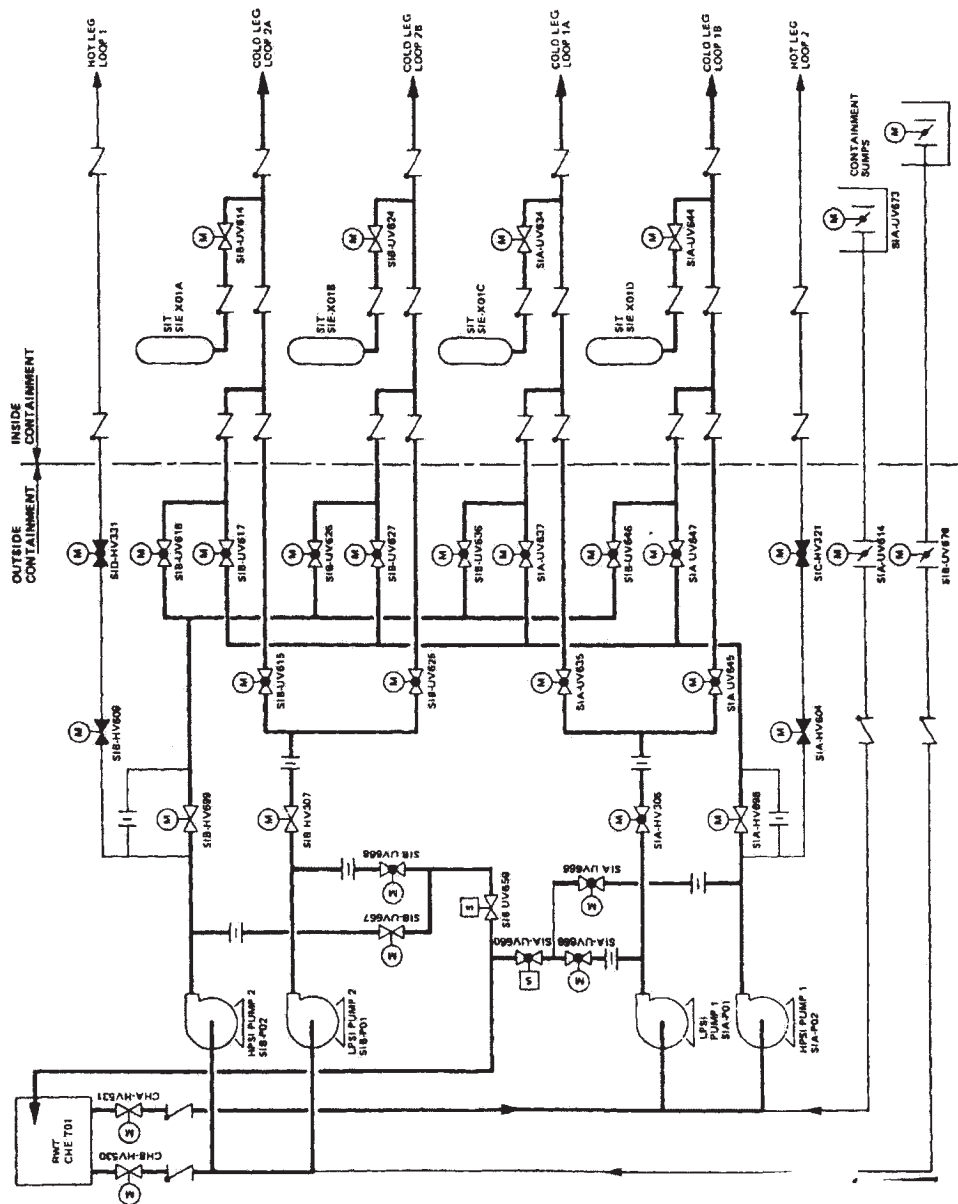 HOT LEG
LOOP 1
COLD LEG
LOOP 2A
COLD LEG
LOOP 2B
COLD LEG
LOOP 1A
COLD LEG
LOOP 1B
HOT LEG
LOOP 2
CONTAINMENT
SUMPS
M
SIA-UV673
M
M
SIB-UV614
M
SIB-UV624
M
SIA-UV634
M
SIA-UV644
SIT
SIE-X01A
SIT
SIE-X01B
SIT
SIE-X01C
SIT
SIE-X01D
INSIDE
CONTAINMENT
OUTSIDE
CONTAINMENT
M
SID-HV331
M
SIB-UV618
M
SIB-UV617
M
SIB-UV626
M
SIB-UV627
M
SIB-UV636
M
SIA-UV637
M
SIB-UV646
M
SIA-UV647
M
SIC-HV321
M
SIA-UV614
M
SIB-UV676
M
SIB-UV615
M
SIB-UV625
M
SIA-UV635
M
SIA-UV645
M
SIB-HV609
M
SIA-HV604
M
SIB-HV699
M
SIB HV307
M
SIA-HV306
M
SIA-HV698
SIB-UV668
M
SIB-UV667
M
S
SIB UV659
SIA-UV660
S
SIA-UV669
M
SIA-UV666
M
HPSI PUMP 2
SIB-P02
LPSI PUMP 2
SIB-P01
LPSI
PUMP 1
SIA-P01
HPSI PUMP 1
SIA-P02
RWT
CHE T01
CHA-HV531
M
CHB-HV530
M